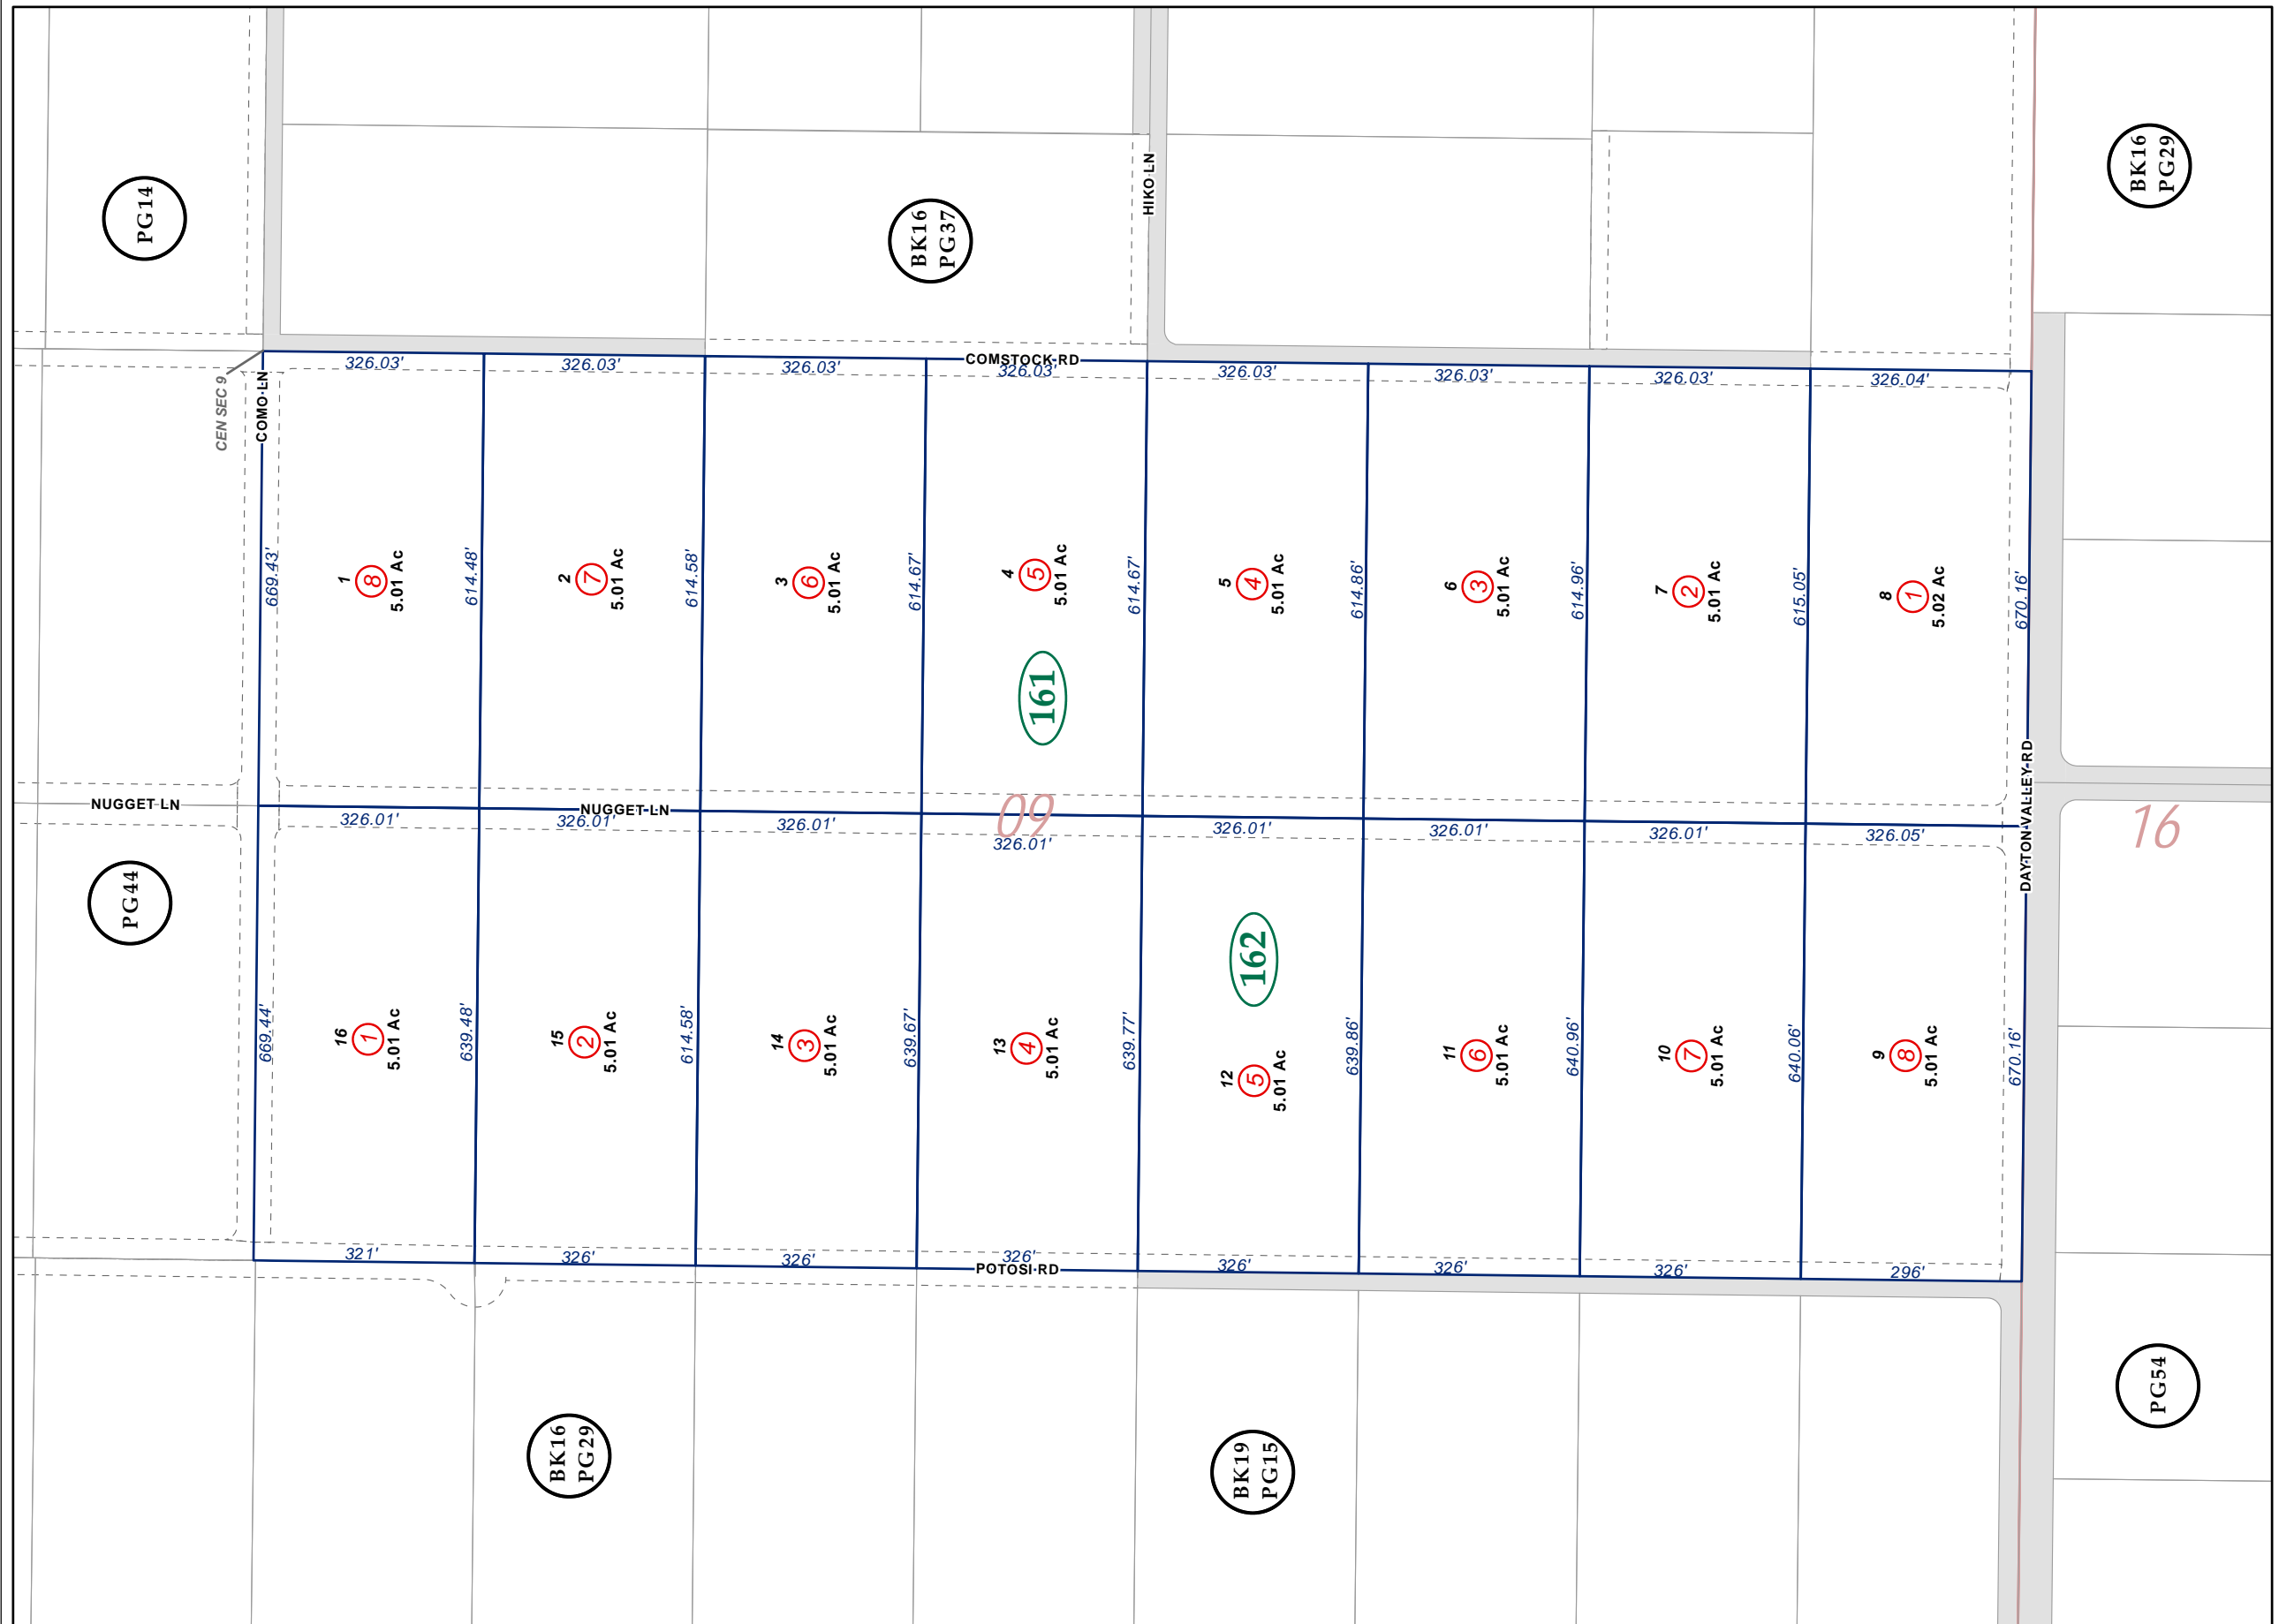 PG14
BK16
PG37
HIKO LN
BK16
PG29
CEN SEC 9
COMO LN
COMSTOCK RD
326.03'
326.03'
326.03'
326.03'
326.03'
326.03'
326.03'
326.04'
669.43'
1
8
5.01 Ac
614.48'
2
7
5.01 Ac
614.58'
3
6
5.01 Ac
614.67'
4
5
5.01 Ac
614.67'
5
4
5.01 Ac
614.86'
6
3
5.01 Ac
614.96'
7
2
5.01 Ac
615.05'
8
1
5.02 Ac
670.16'
161
NUGGET LN
NUGGET LN
09
DAYTON VALLEY RD
16
326.01'
326.01'
326.01'
326.01'
326.01'
326.01'
326.01'
326.05'
PG44
162
669.44'
16
1
5.01 Ac
639.48'
15
2
5.01 Ac
614.58'
14
3
5.01 Ac
639.67'
13
4
5.01 Ac
639.77'
12
5
5.01 Ac
639.86'
11
6
5.01 Ac
640.96'
10
7
5.01 Ac
640.06'
9
8
5.01 Ac
670.16'
321'
326'
326'
326'
326'
326'
326'
296'
POTOSI RD
BK16
PG29
BK19
PG15
PG54